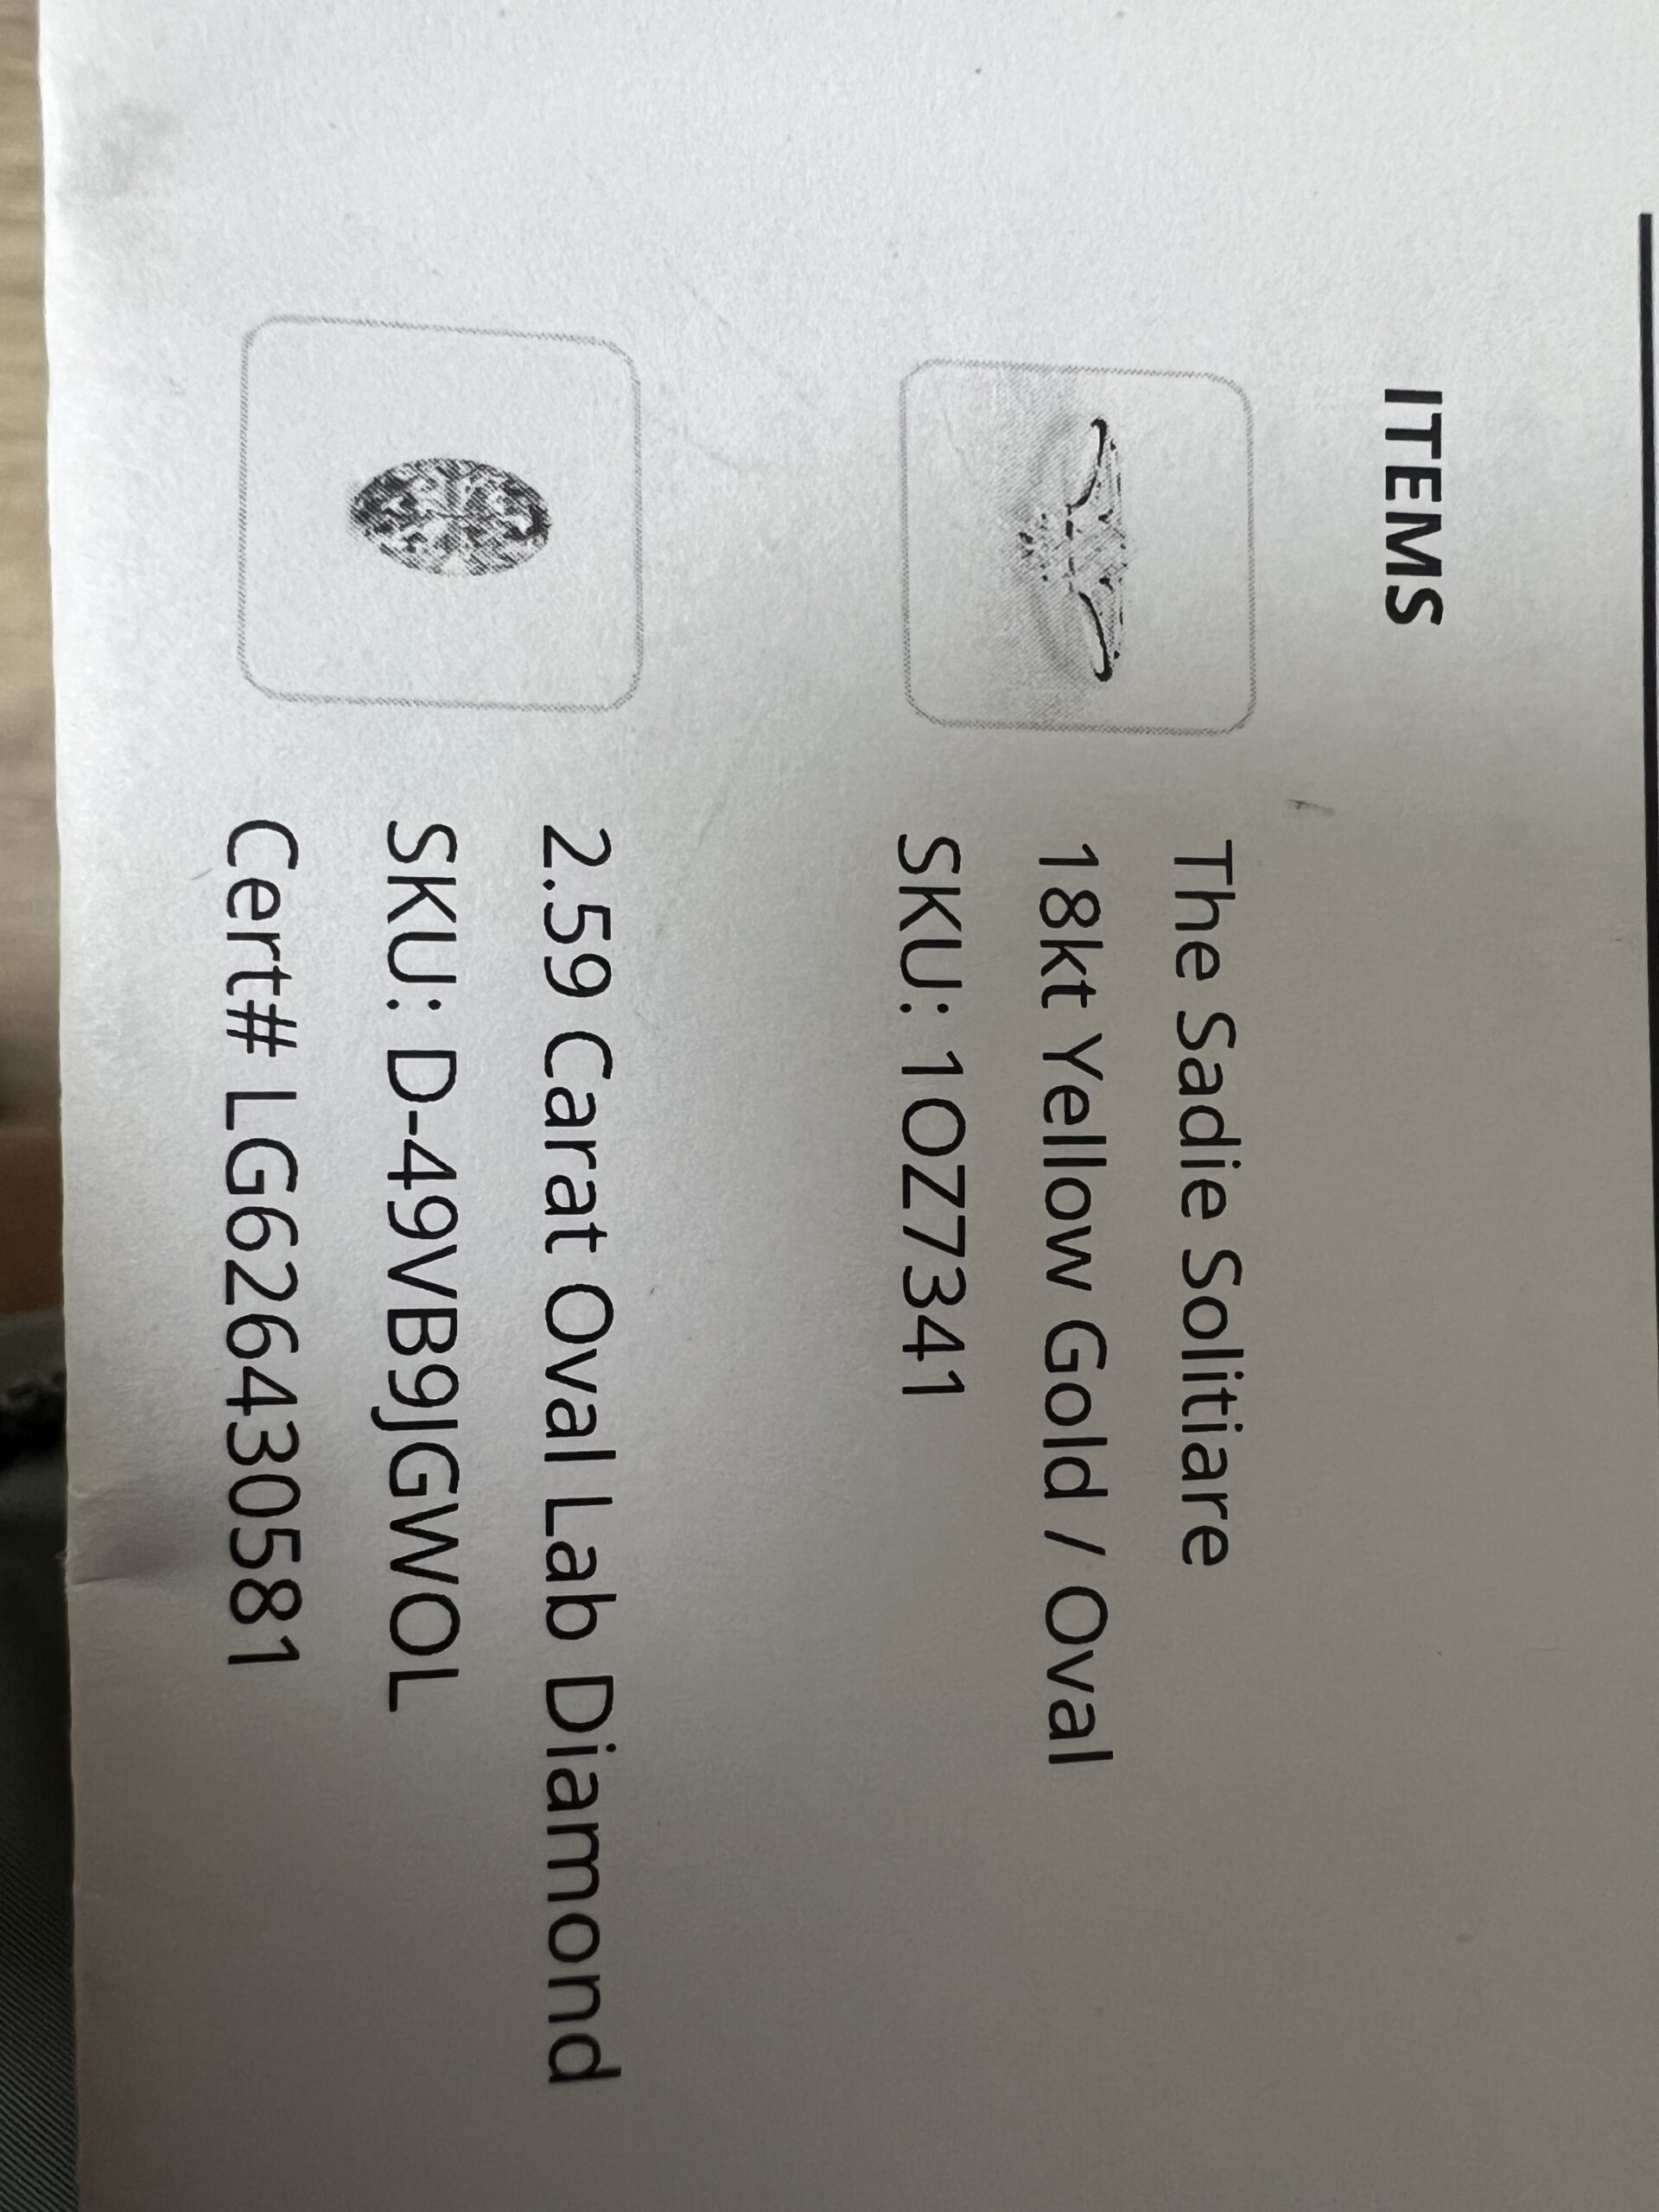 ITEMS
The Sadie Solitiare
18kt Yellow Gold / Oval
SKU: 1OZ7341
2.59 Carat Oval Lab Diamond
SKU: D-49VB9JGWOL
Cert# LG626430581